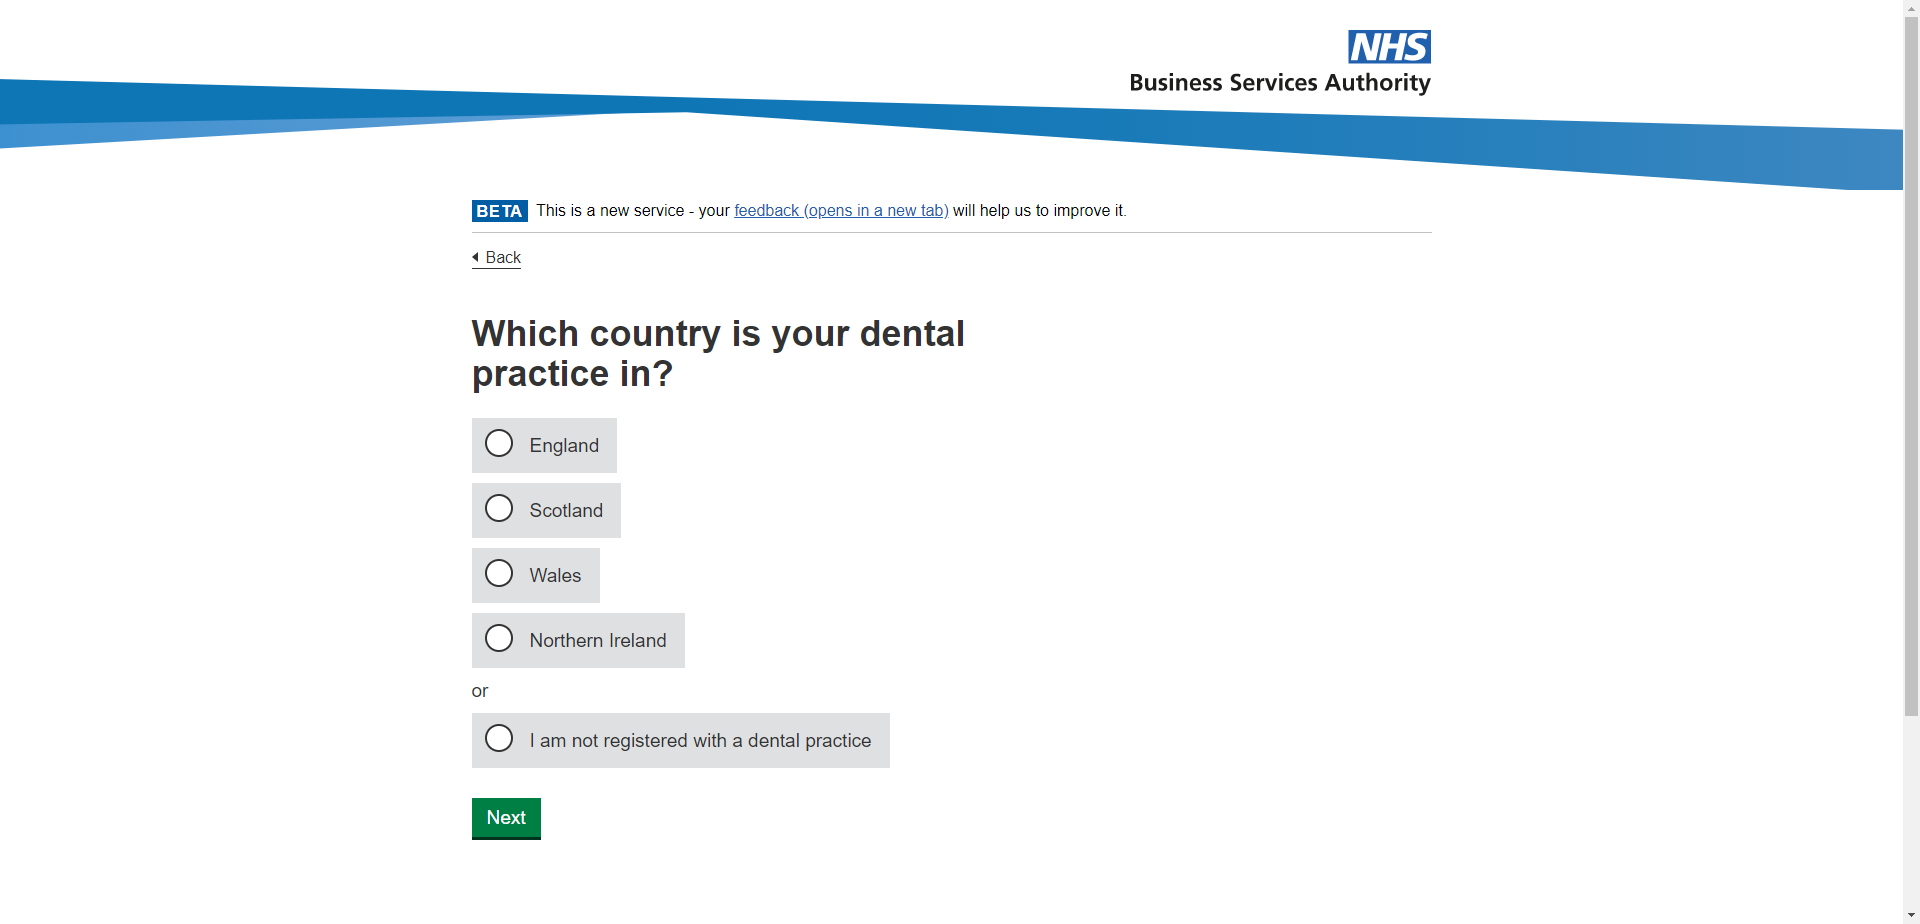 NHS
Business Services Authority
BETA This is a new service - your feedback (opens in a new tab) will help us to improve it.
Back
Which country is your dental
practice in?
England
Scotland
Wales
Northern Ireland
or
I am not registered with a dental practice
Next